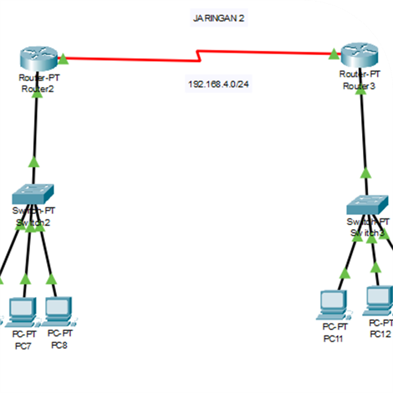 JARINGAN 2
Router-PT
Router2
192.168.4.0/24
Router-PT
Router3
Switch-PT
Switch2
Switch-PT
Switch3
PC-PT
PC7
PC-PT
PC8
PC-PT
PC11
PC-PT
PC12